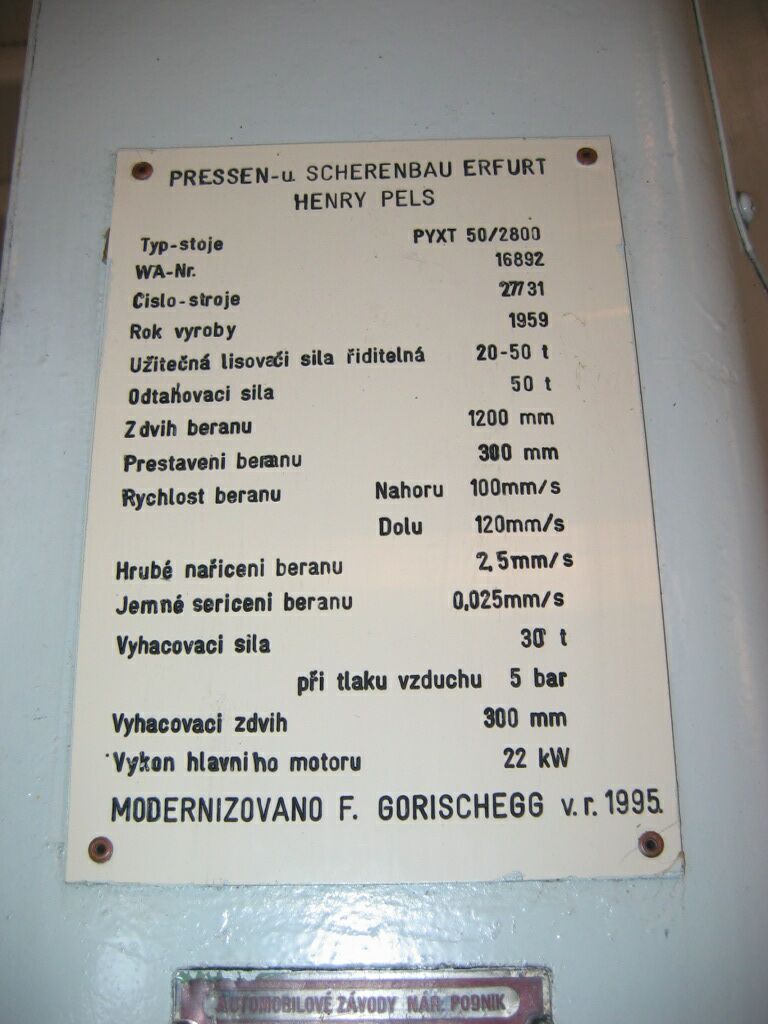 PRESSEN-u SCHERENBAU ERFURT
HENRY PELS
Typ-stoje PYXT 50/2800
WA-Nr. 16892
Čislo-stroje 27731
Rok vyroby 1959
Užitečná lisovači sila řiditelná 20-50 t
Odtahovaci sila 50 t
Zdvih beranu 1200 mm
Prestaveni beranu 300 mm
Rychlost beranu Nahoru 100mm/s
Dolu 120mm/s
Hrubé nařiceni beranu 2,5mm/s
Jemné sericeni beranu 0,025mm/s
Vyhacovaci sila 30 t
při tlaku vzduchu 5 bar
Vyhacovaci zdvih 300 mm
Vykon hlavniho motoru 22 kW
MODERNIZOVANO F. GORISCHEGG v.r. 1995.
AUTOMOBILOVÉ ZÁVODY NÁR. PODNIK